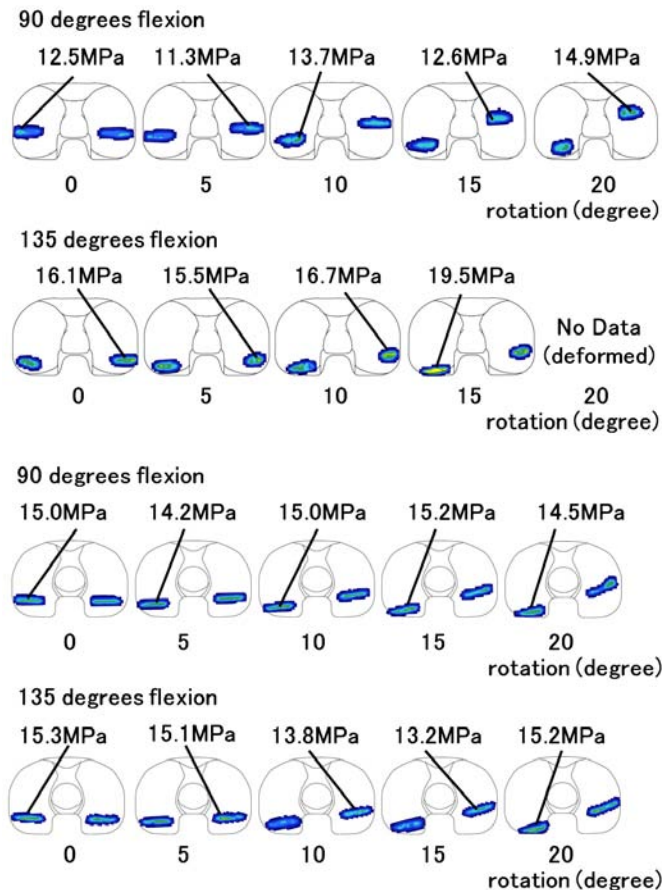 90 degrees flexion
12.5MPa 11.3MPa 13.7MPa 12.6MPa 14.9MPa
0 5 10 15 20
rotation (degree)
135 degrees flexion
16.1MPa 15.5MPa 16.7MPa 19.5MPa
No Data
(deformed)
0 5 10 15 20
rotation (degree)
90 degrees flexion
15.0MPa 14.2MPa 15.0MPa 15.2MPa 14.5MPa
0 5 10 15 20
rotation (degree)
135 degrees flexion
15.3MPa 15.1MPa 13.8MPa 13.2MPa 15.2MPa
0 5 10 15 20
rotation (degree)